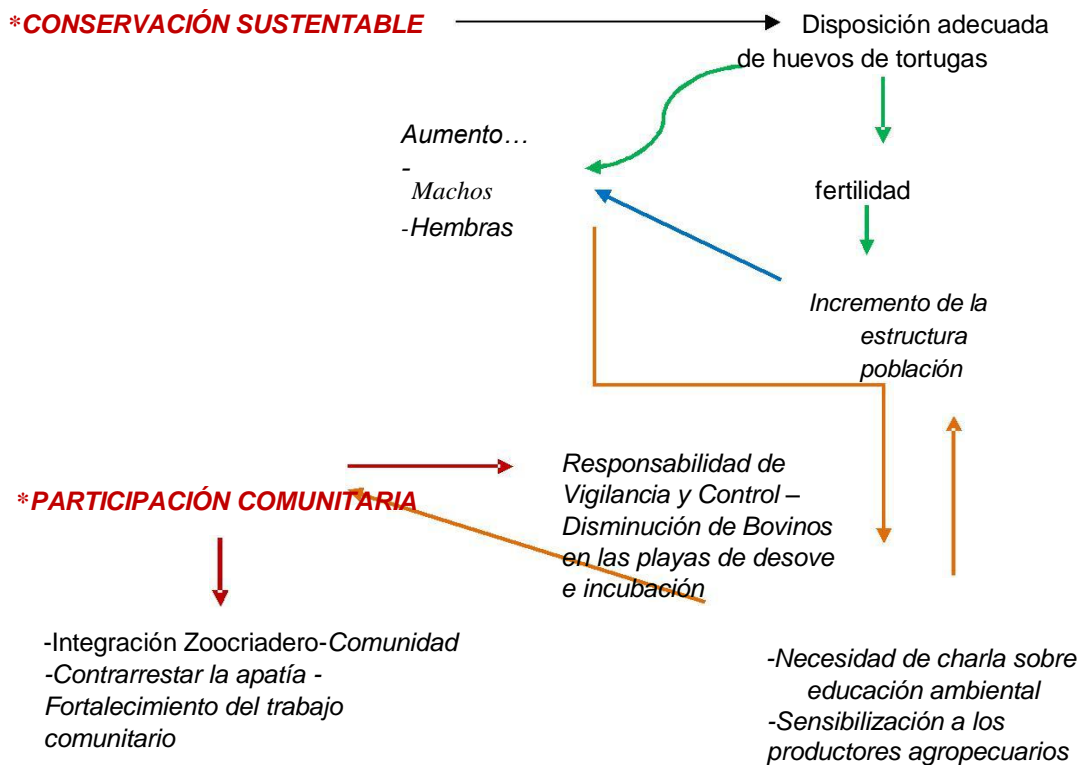 *CONSERVACIÓN SUSTENTABLE
Disposición adecuada
de huevos de tortugas
Aumento…
-
Machos
-Hembras
fertilidad
Incremento de la
estructura
población
*PARTICIPACIÓN COMUNITARIA
Responsabilidad de
Vigilancia y Control –
Disminución de Bovinos
en las playas de desove
e incubación
-Integración Zoocriadero-Comunidad
-Contrarrestar la apatía -
Fortalecimiento del trabajo
comunitario
-Necesidad de charla sobre
educación ambiental
-Sensibilización a los
productores agropecuarios